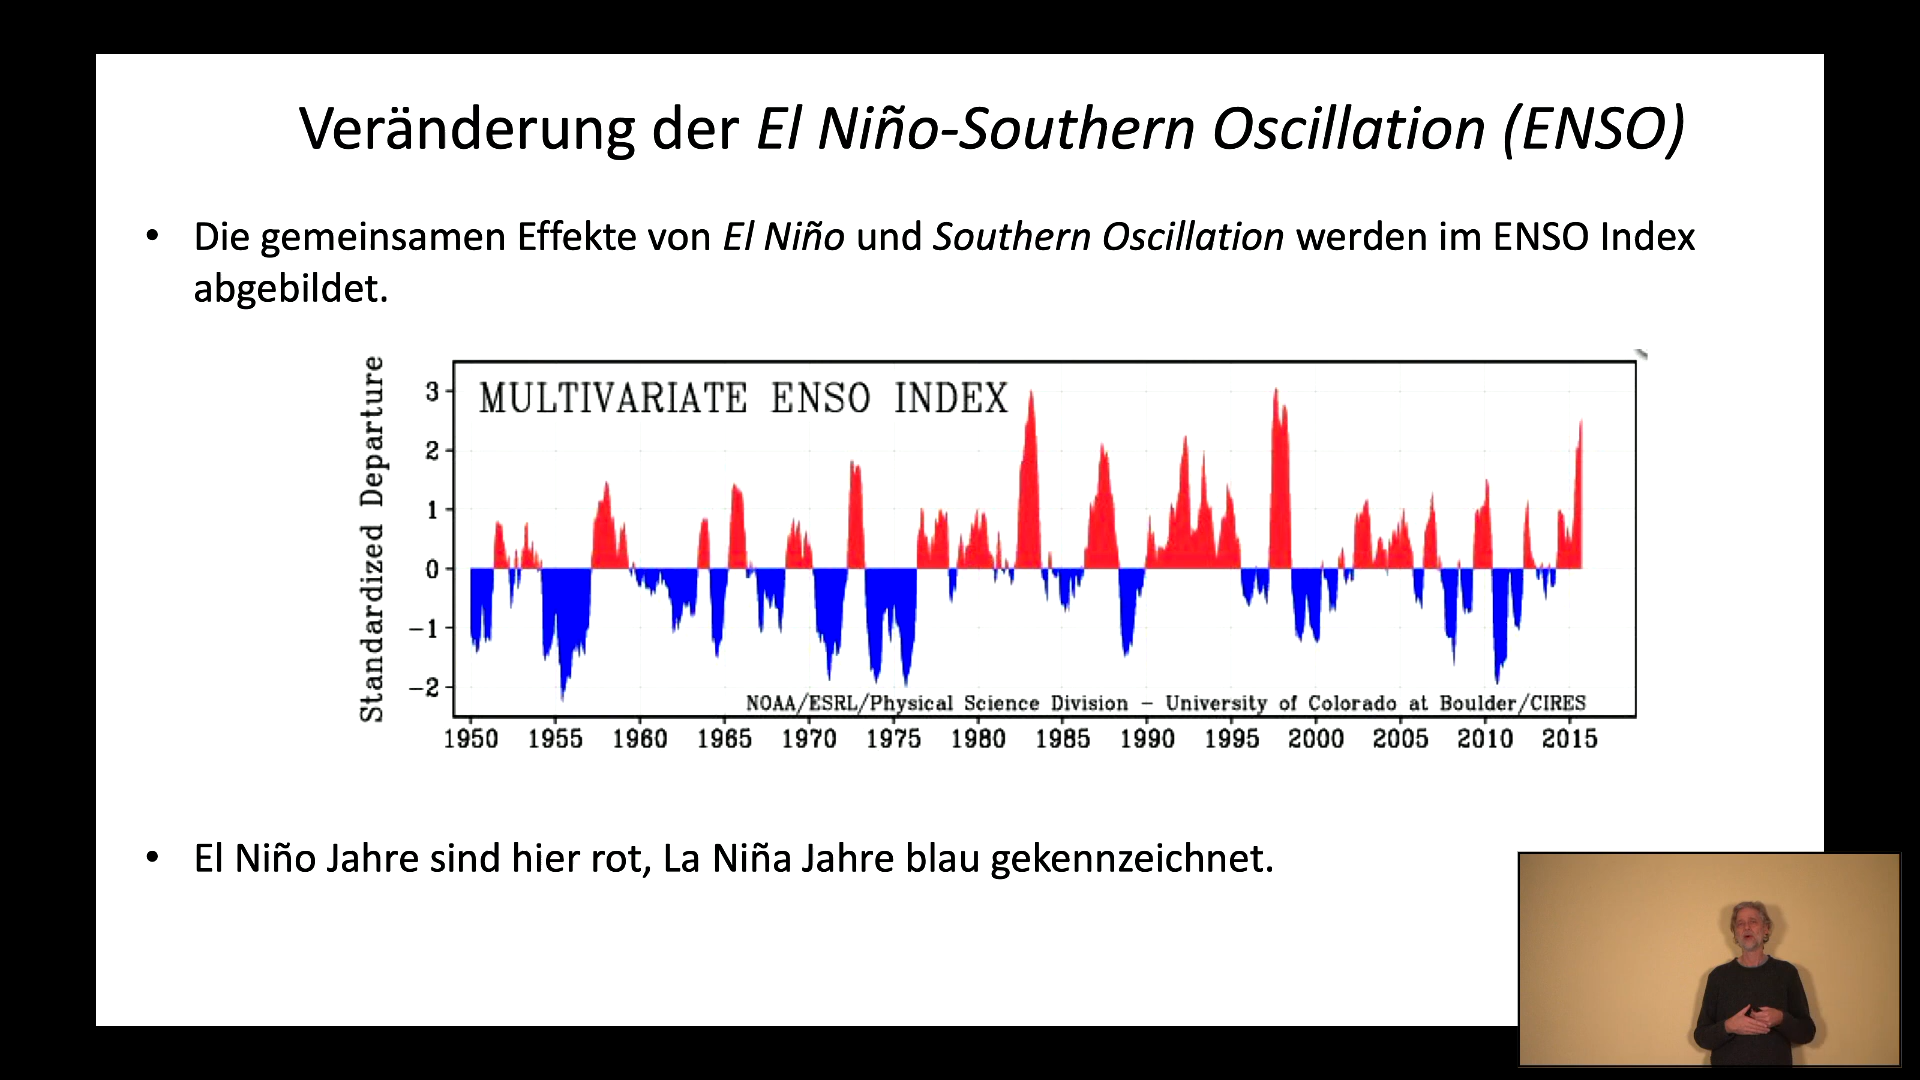 Veränderung der El Niño-Southern Oscillation (ENSO)
• Die gemeinsamen Effekte von El Niño und Southern Oscillation werden im ENSO Index
abgebildet.
Standardized Departure
MULTIVARIATE ENSO INDEX
3
2
1
0
−1
−2
NOAA/ESRL/Physical Science Division − University of Colorado at Boulder/CIRES
1950 1955 1960 1965 1970 1975 1980 1985 1990 1995 2000 2005 2010 2015
• El Niño Jahre sind hier rot, La Niña Jahre blau gekennzeichnet.